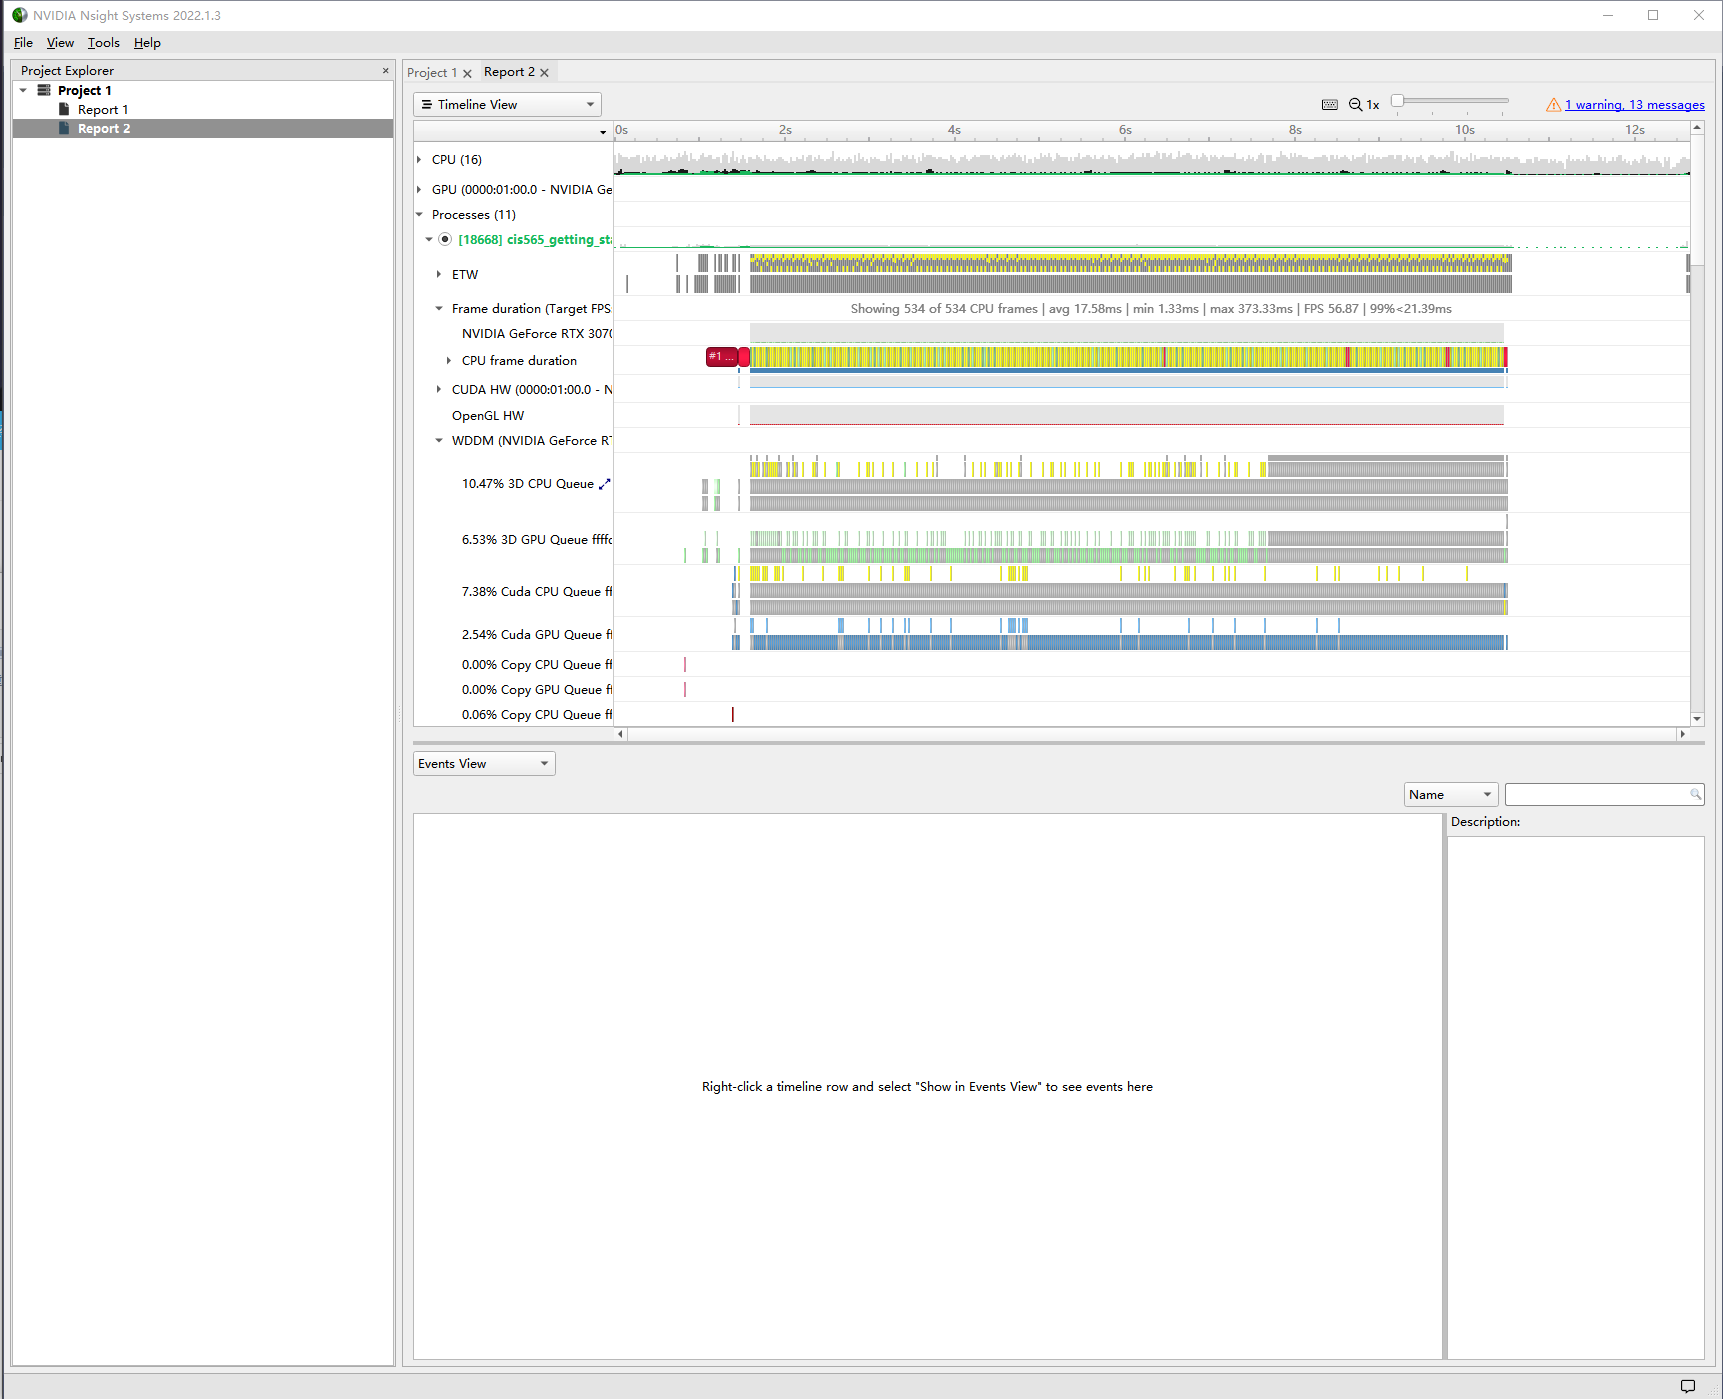 NVIDIA Nsight Systems 2022.1.3
File View Tools Help
Project Explorer
Project 1
Report 1
Report 2
Project 1 Report 2
Timeline View
1x
1 warning, 13 messages
0s 2s 4s 6s 8s 10s 12s
CPU (16)
GPU (0000:01:00.0 - NVIDIA Ge
Processes (11)
[18668] cis565_getting_sta
ETW
Frame duration (Target FPS
Showing 534 of 534 CPU frames | avg 17.58ms | min 1.33ms | max 373.33ms | FPS 56.87 | 99%<21.39ms
NVIDIA GeForce RTX 3070
CPU frame duration
#1 ...
CUDA HW (0000:01:00.0 - N
OpenGL HW
WDDM (NVIDIA GeForce RT
10.47% 3D CPU Queue
6.53% 3D GPU Queue ffffc
7.38% Cuda CPU Queue ff
2.54% Cuda GPU Queue ff
0.00% Copy CPU Queue ff
0.00% Copy GPU Queue ff
0.06% Copy CPU Queue ff
Events View
Name
Description:
Right-click a timeline row and select "Show in Events View" to see events here